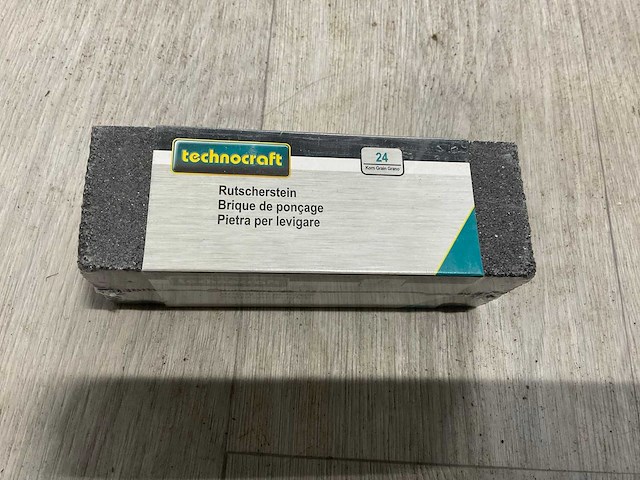 technocraft
24
Korn Grain Grano
Rutscherstein
Brique de ponçage
Pietra per levigare